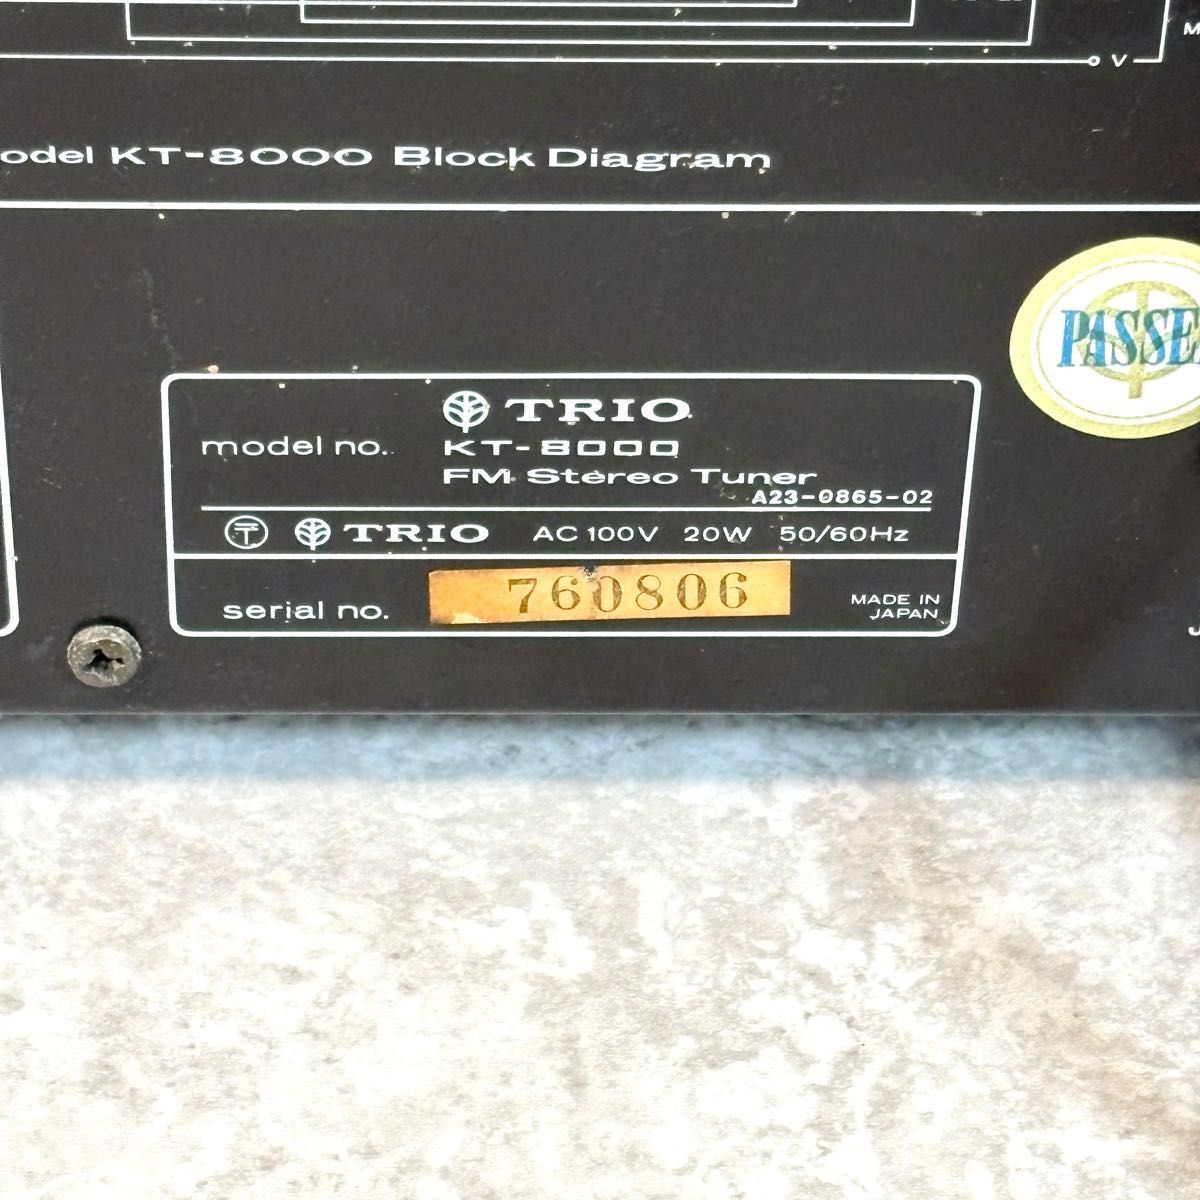 V
odel KT-8000 Block Diagram
PASSE
TRIO
model no. KT-8000
FM Stereo Tuner
A23-0865-02
TRIO AC 100V 20W 50/60Hz
serial no. 760806
MADE IN
JAPAN